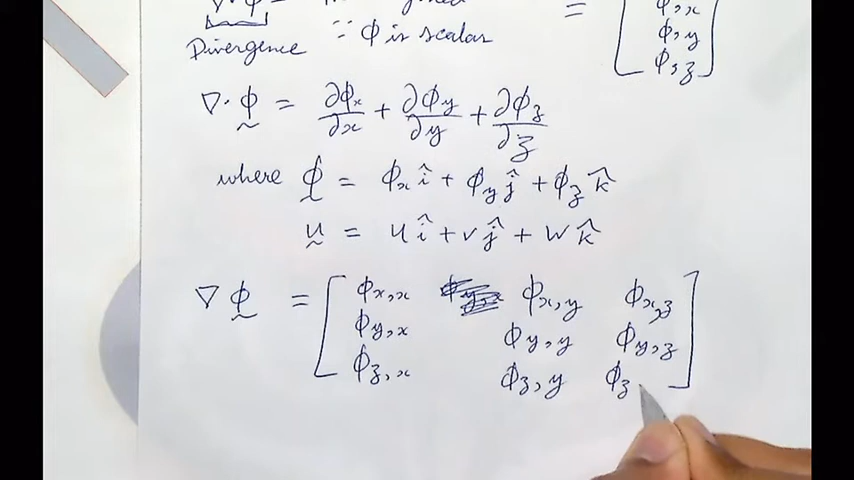 ∇·ϕ =
= [ϕ,x
ϕ,y
ϕ,z]
Divergence ∵ ϕ is scalar
∇·ϕ = ∂ϕx/∂x + ∂ϕy/∂y + ∂ϕz/∂z
where ϕ = ϕx î + ϕy ĵ + ϕz k̂
u = u î + v ĵ + w k̂
∇ϕ = [ϕx,x ϕx,y ϕx,z
ϕy,x ϕy,y ϕy,z
ϕz,x ϕz,y ϕz]